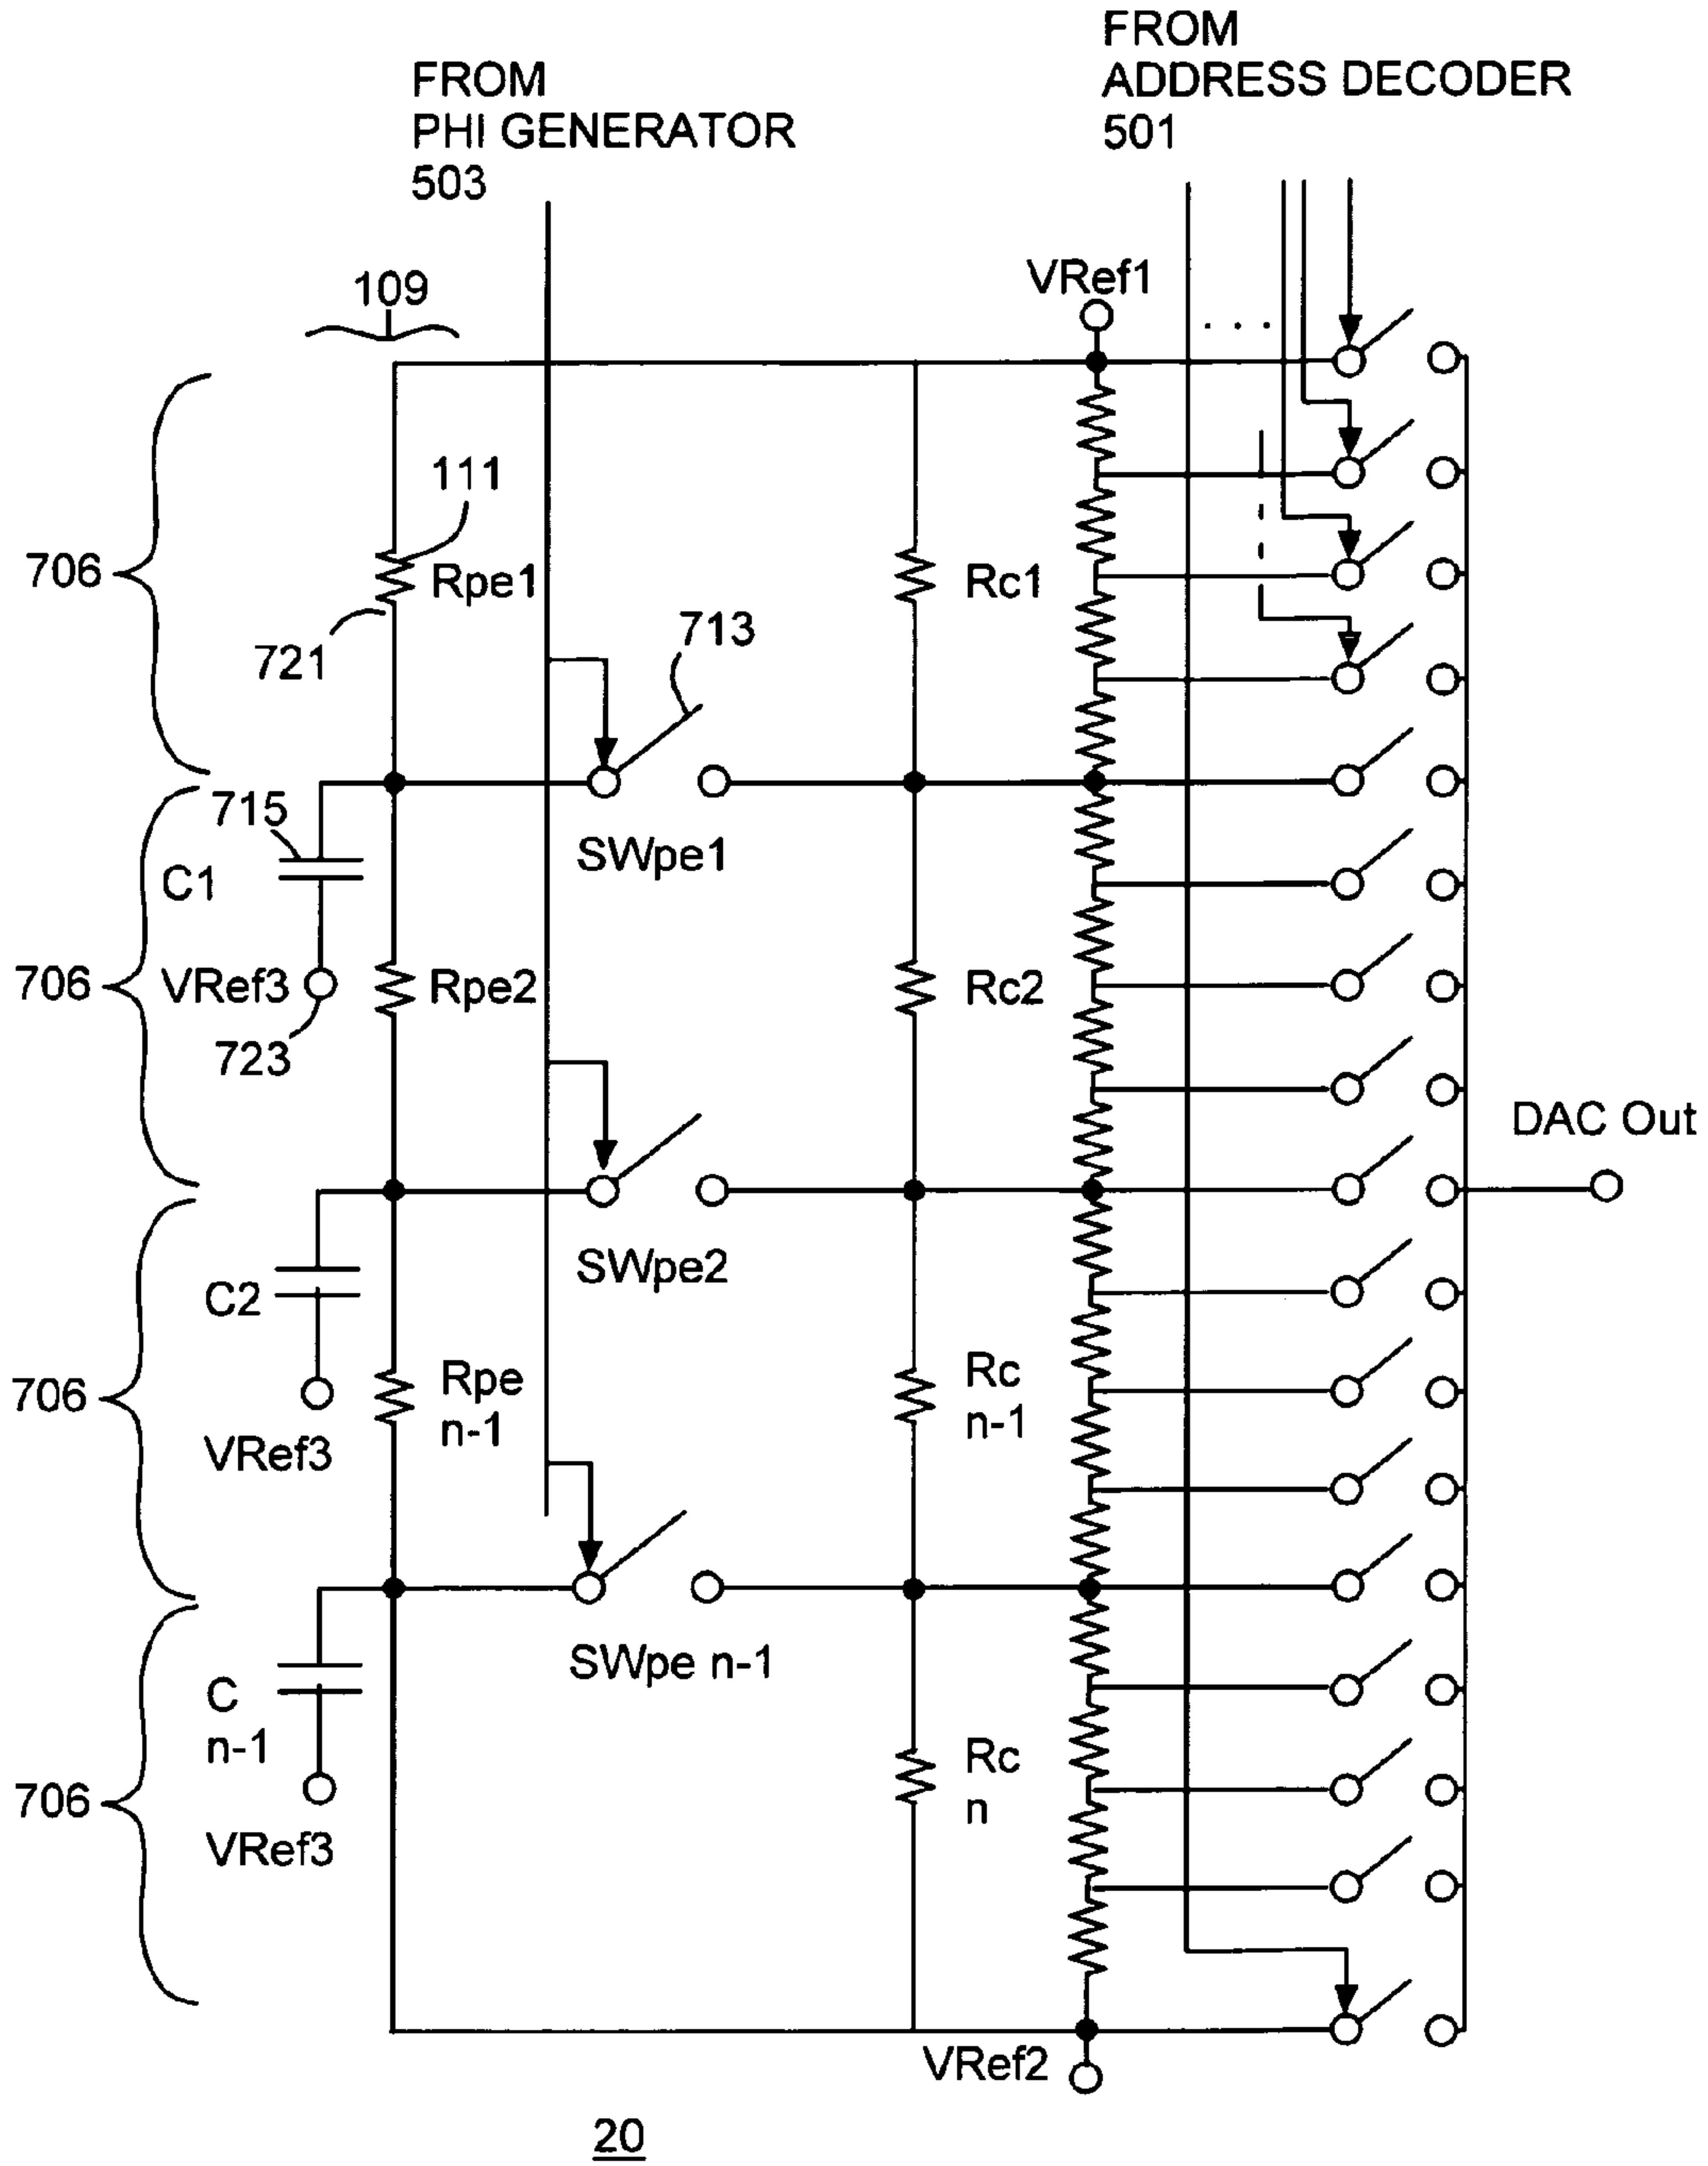 FROM
ADDRESS DECODER
501
FROM
PHI GENERATOR
503
109
VRef1
. . .
111
706
Rpe1
Rc1
713
721
715
SWpe1
C1
706
VRef3
Rpe2
Rc2
723
DAC Out
SWpe2
C2
706
Rpe
n-1
Rc
n-1
VRef3
SWpe n-1
C
n-1
Rc
n
706
VRef3
VRef2
20